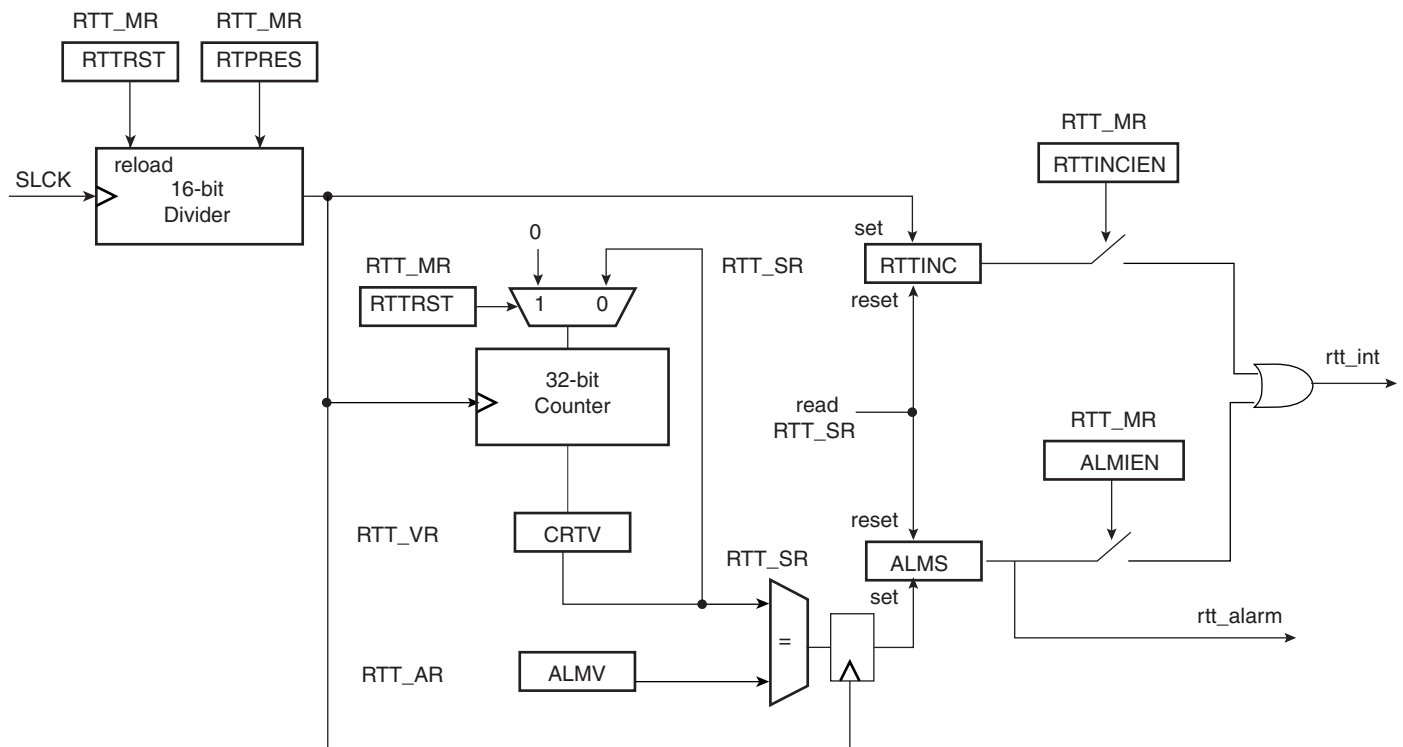 RTT_MR
RTT_MR
RTTRST
RTPRES
reload
16-bit
Divider
SLCK
RTT_MR
RTTINCIEN
0
set
RTT_MR
RTT_SR
RTTINC
RTTRST
1
0
reset
32-bit
Counter
rtt_int
read
RTT_SR
RTT_MR
ALMIEN
reset
RTT_VR
CRTV
RTT_SR
ALMS
set
rtt_alarm
=
RTT_AR
ALMV